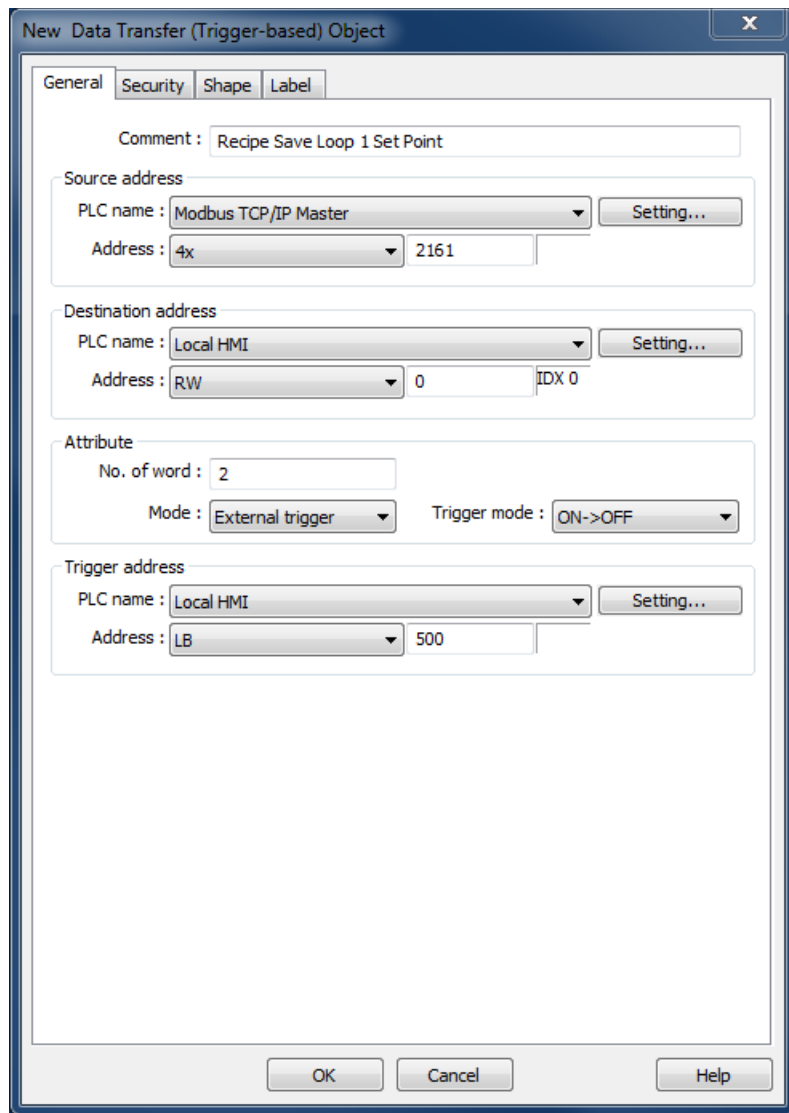 New Data Transfer (Trigger-based) Object x
General Security Shape Label
Comment : Recipe Save Loop 1 Set Point
Source address
PLC name : Modbus TCP/IP Master Setting...
Address : 4x 2161
Destination address
PLC name : Local HMI Setting...
Address : RW 0 IDX 0
Attribute
No. of word : 2
Mode : External trigger Trigger mode : ON->OFF
Trigger address
PLC name : Local HMI Setting...
Address : LB 500
OK Cancel Help